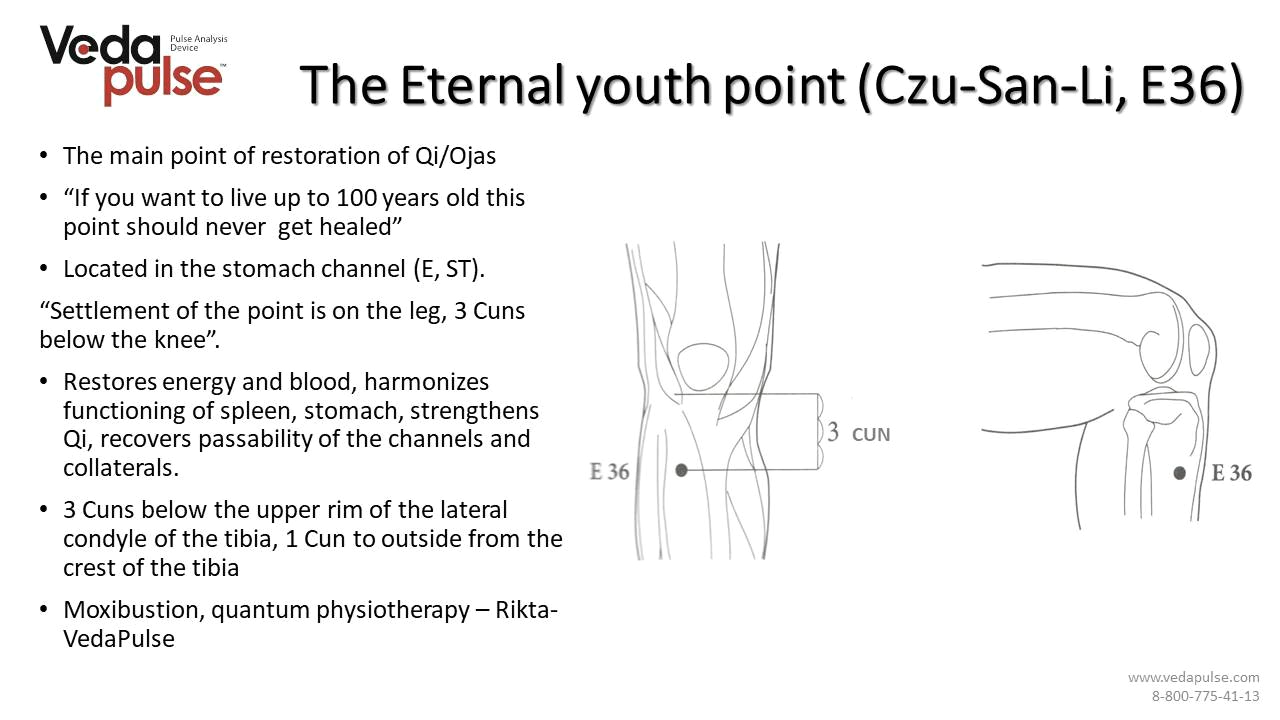 Veda
pulse™
Pulse Analysis
Device
The Eternal youth point (Czu-San-Li, E36)
• The main point of restoration of Qi/Ojas
• “If you want to live up to 100 years old this
point should never  get healed”
• Located in the stomach channel (E, ST).
“Settlement of the point is on the leg, 3 Cuns
below the knee”.
• Restores energy and blood, harmonizes
functioning of spleen, stomach, strengthens
Qi, recovers passability of the channels and
collaterals.
• 3 Cuns below the upper rim of the lateral
condyle of the tibia, 1 Cun to outside from the
crest of the tibia
• Moxibustion, quantum physiotherapy – Rikta-
VedaPulse
3 CUN
E 36
E 36
www.vedapulse.com
8-800-775-41-13